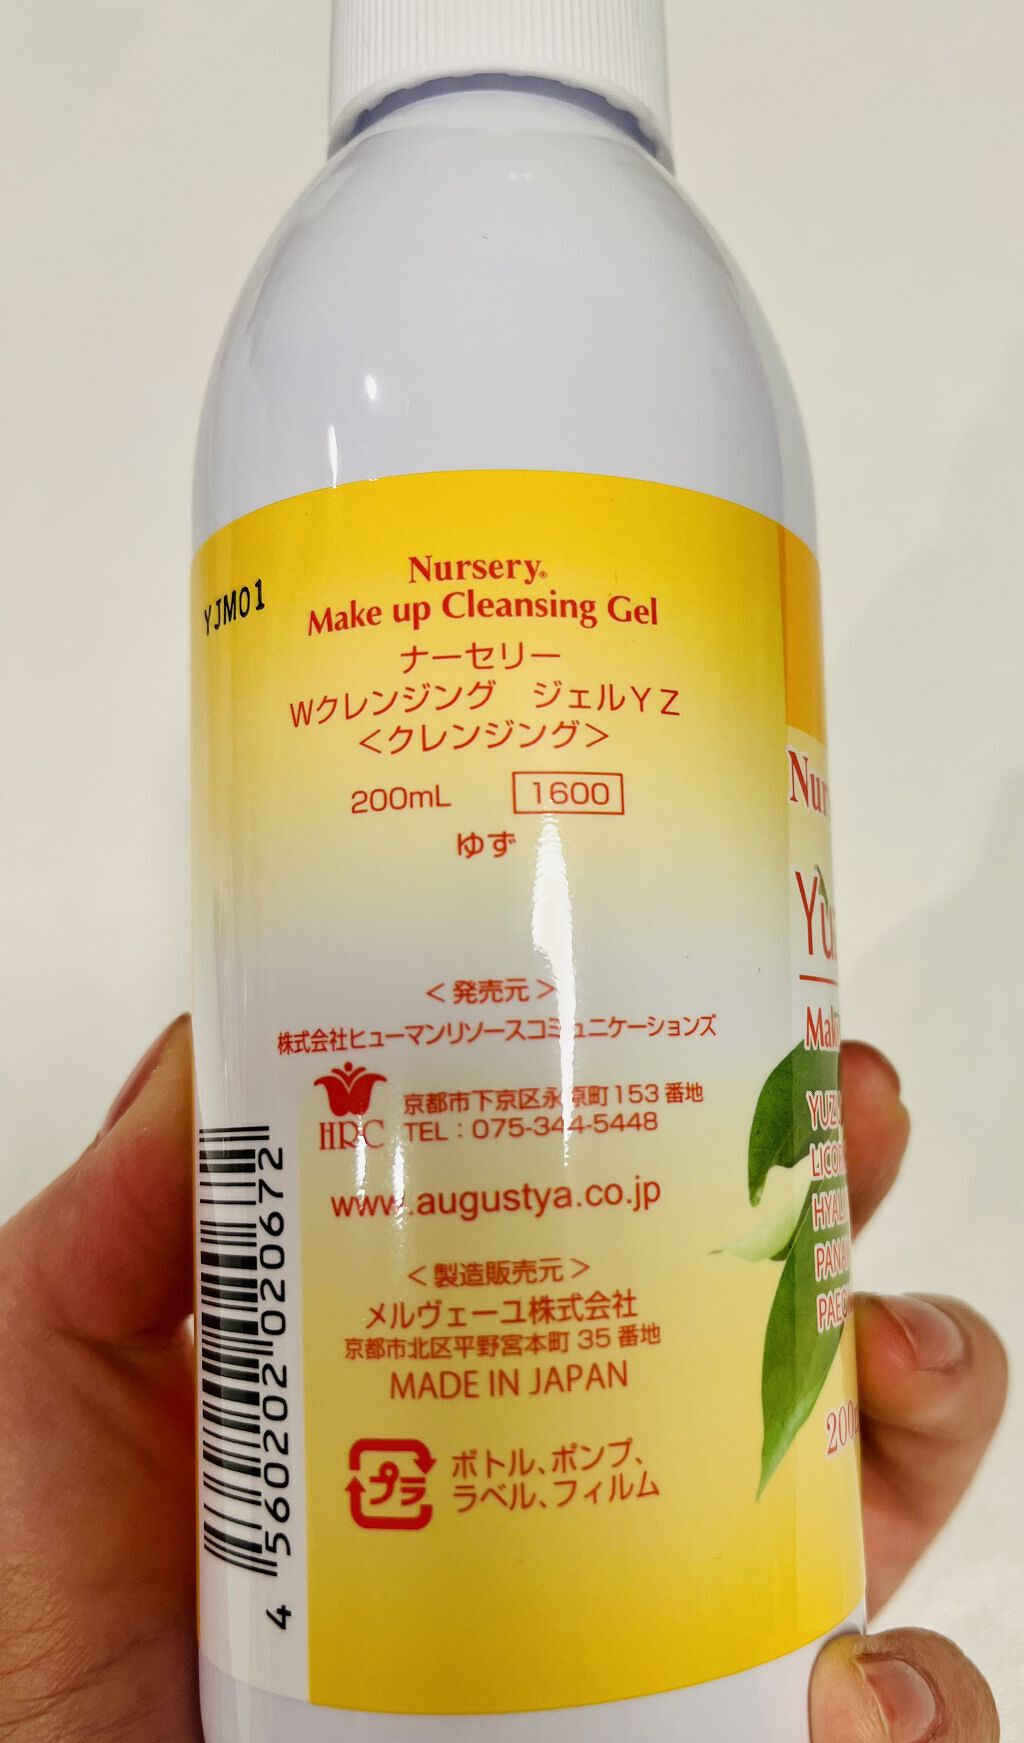 YJM01
Nursery®
Make up Cleansing Gel
ナーセリー
Wクレンジング ジェルYZ
<クレンジング>
200mL 1600
ゆず
<発売元>
株式会社ヒューマンリソースコミュニケーションズ
HRC
京都市下京区永原町153番地
TEL:075-344-5448
www.augustya.co.jp
<製造販売元>
メルヴェーユ株式会社
京都市北区平野宮本町 35 番地
MADE IN JAPAN
プラ
ボトル、ポンプ、
ラベル、フィルム
4 560202 020672